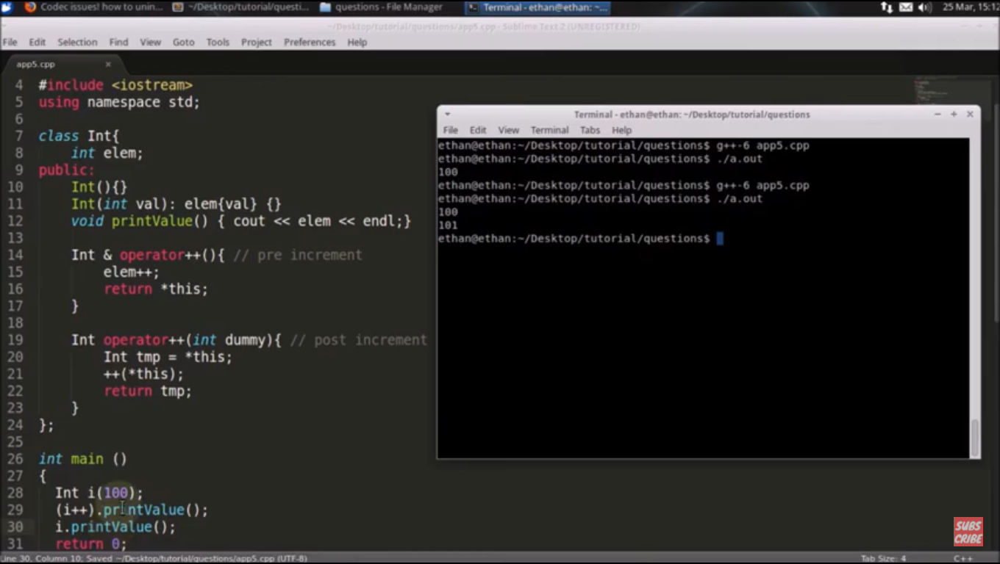 Codec issues! how to unin...
~/Desktop/tutorial/questi...
questions - File Manager
Terminal - ethan@ethan: ~...
25 Mar, 15:12
~/Desktop/tutorial/questions/app5.cpp - Sublime Text 2 (UNREGISTERED)
File Edit Selection Find View Goto Tools Project Preferences Help
app5.cpp
4 #include <iostream>
5 using namespace std;
6
7 class Int{
8 int elem;
9 public:
10 Int(){}
11 Int(int val): elem{val} {}
12 void printValue() { cout << elem << endl;}
13
14 Int & operator++(){ // pre increment
15 elem++;
16 return *this;
17 }
18
19 Int operator++(int dummy){ // post increment
20 Int tmp = *this;
21 ++(*this);
22 return tmp;
23 }
24 };
25
26 int main ()
27 {
28 Int i(100);
29 (i++).printValue();
30 i.printValue();
31 return 0;
Terminal - ethan@ethan: ~/Desktop/tutorial/questions
File Edit View Terminal Tabs Help
ethan@ethan:~/Desktop/tutorial/questions$ g++-6 app5.cpp
ethan@ethan:~/Desktop/tutorial/questions$ ./a.out
100
ethan@ethan:~/Desktop/tutorial/questions$ g++-6 app5.cpp
ethan@ethan:~/Desktop/tutorial/questions$ ./a.out
100
101
ethan@ethan:~/Desktop/tutorial/questions$
SUBS
CRIBE
Line 30, Column 10; Saved ~/Desktop/tutorial/questions/app5.cpp (UTF-8)
Tab Size: 4
C++